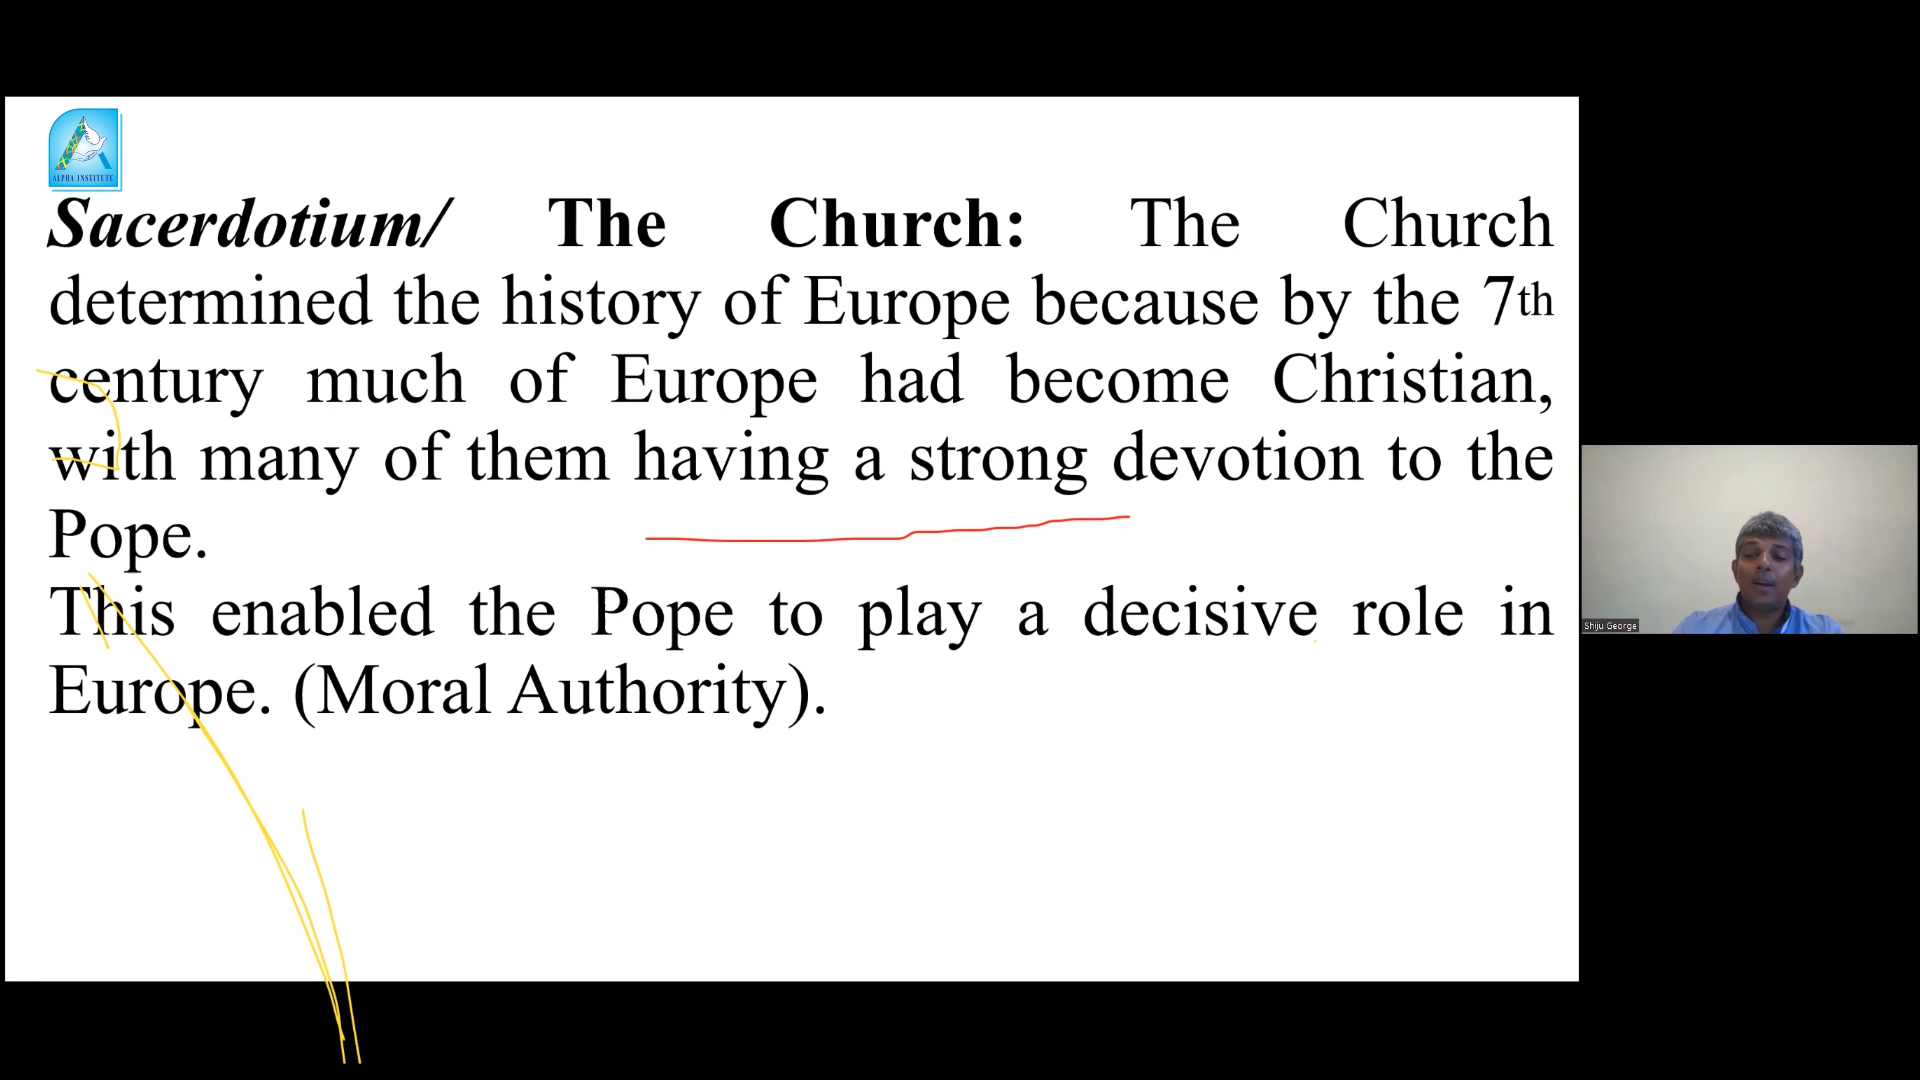 ALPHA INSTITUTE
Sacerdotium/ The Church: The Church
determined the history of Europe because by the 7th
century much of Europe had become Christian,
with many of them having a strong devotion to the
Pope.
This enabled the Pope to play a decisive role in
Europe. (Moral Authority).
Shiju George